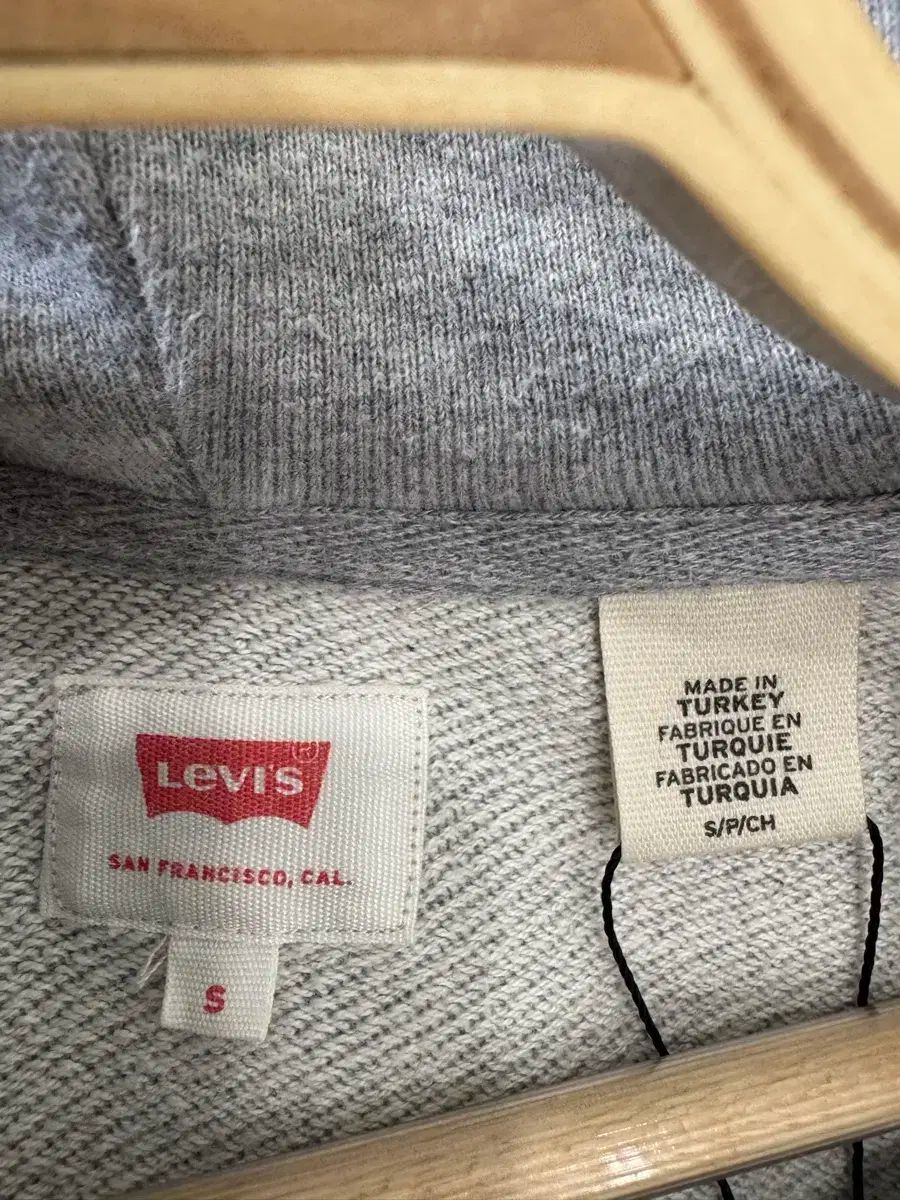 LEVI'S
SAN FRANCISCO, CAL.
S
MADE IN
TURKEY
FABRIQUE EN
TURQUIE
FABRICADO EN
TURQUIA
S/P/CH